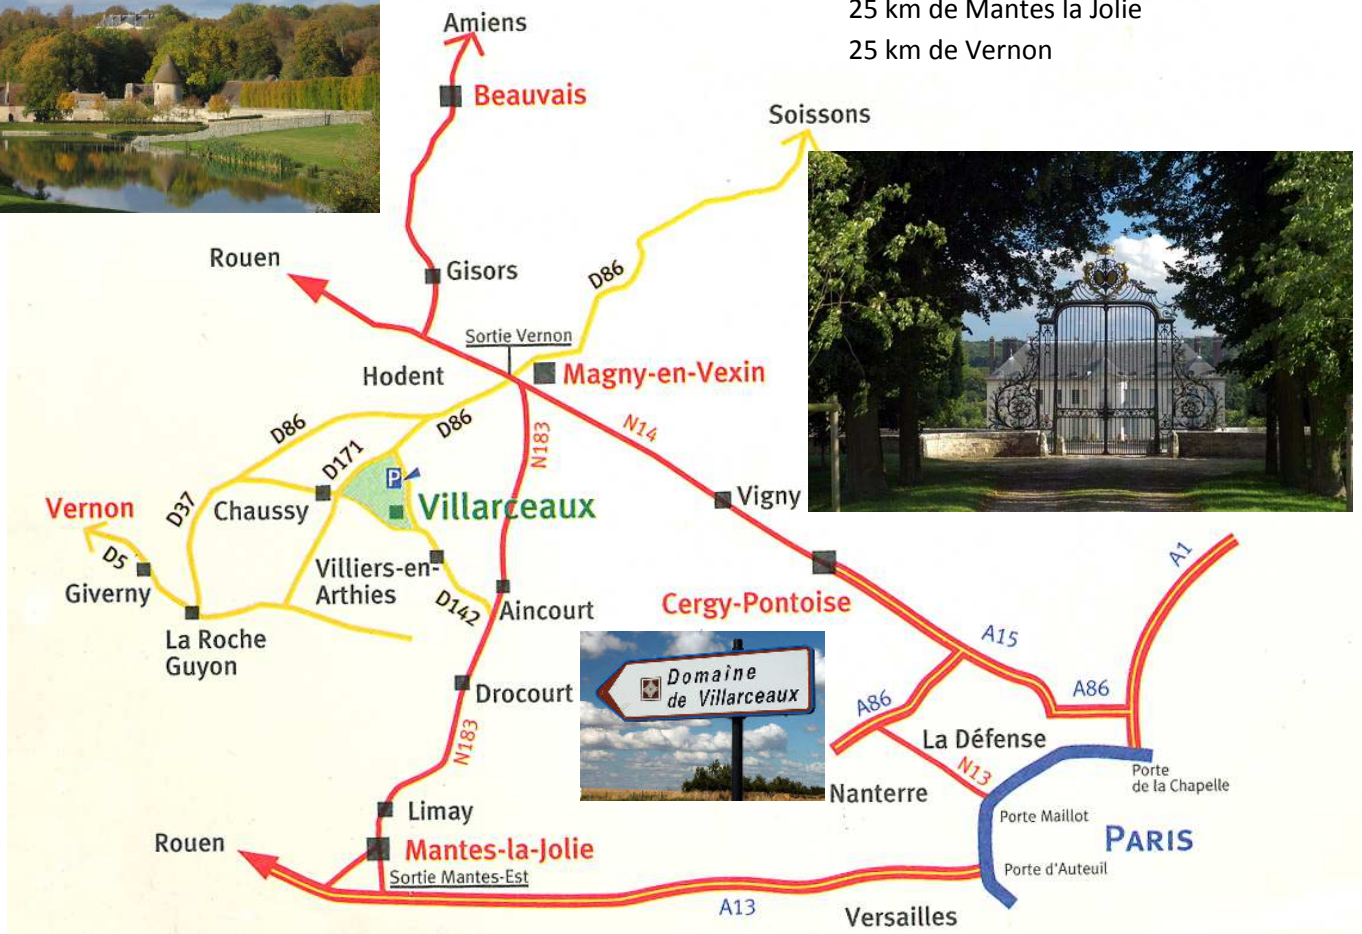 25 km de Mantes la Jolie
25 km de Vernon
Amiens
Beauvais
Soissons
Rouen
Gisors
D86
Sortie Vernon
Hodent
Magny-en-Vexin
D86
D86
N183
N14
D171
P
Vigny
Vernon
D37
Chaussy
Villarceaux
D5
Giverny
Villiers-en-
Arthies
D142
Aincourt
Cergy-Pontoise
A1
La Roche
Guyon
A15
Domaine
de Villarceaux
Drocourt
A86
A86
N183
La Défense
N13
Porte
de la Chapelle
Nanterre
Limay
Porte Maillot
PARIS
Rouen
Mantes-la-Jolie
Sortie Mantes-Est
Porte d'Auteuil
A13
Versailles